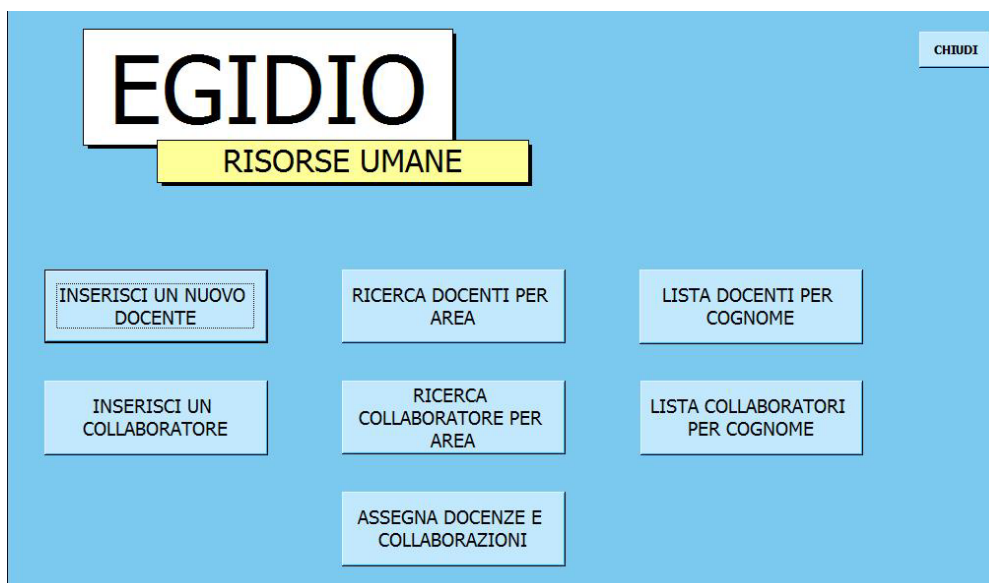 EGIDIO
CHIUDI
RISORSE UMANE
INSERISCI UN NUOVO
DOCENTE
RICERCA DOCENTI PER
AREA
LISTA DOCENTI PER
COGNOME
INSERISCI UN
COLLABORATORE
RICERCA
COLLABORATORE PER
AREA
LISTA COLLABORATORI
PER COGNOME
ASSEGNA DOCENZE E
COLLABORAZIONI